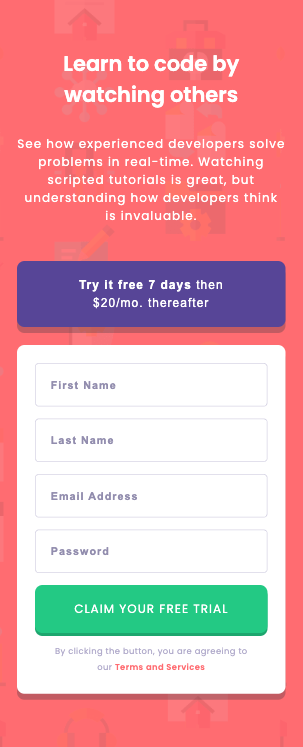 Learn to code by
watching others
See how experienced developers solve
problems in real-time. Watching
scripted tutorials is great, but
understanding how developers think
is invaluable.
Try it free 7 days then
$20/mo. thereafter
First Name
Last Name
Email Address
Password
CLAIM YOUR FREE TRIAL
By clicking the button, you are agreeing to
our Terms and Services